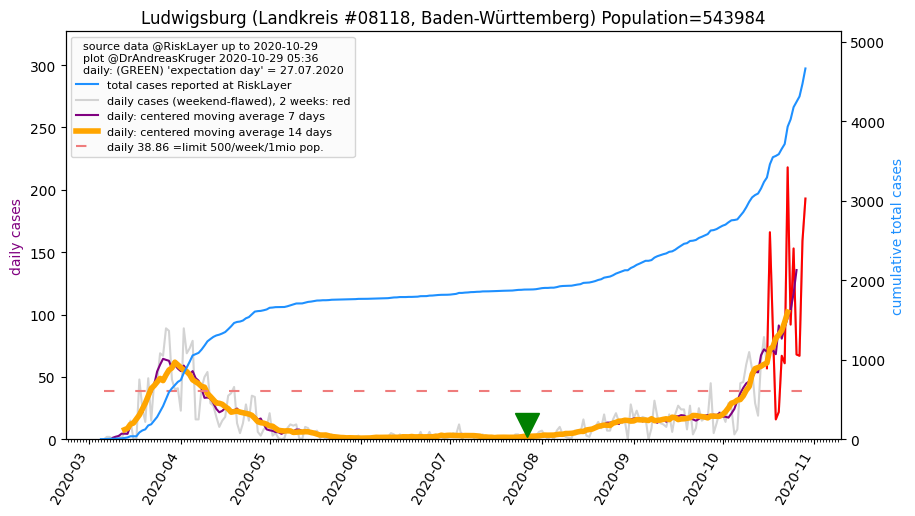 Ludwigsburg (Landkreis #08118, Baden-Württemberg) Population=543984
source data @RiskLayer up to 2020-10-29
plot @DrAndreasKruger 2020-10-29 05:36
daily: (GREEN) 'expectation day' = 27.07.2020
total cases reported at RiskLayer
daily cases (weekend-flawed), 2 weeks: red
daily: centered moving average 7 days
daily: centered moving average 14 days
daily 38.86 =limit 500/week/1mio pop.
daily cases
300
250
200
150
100
50
0
5000
4000
3000
2000
1000
0
cumulative total cases
2020-03
2020-04
2020-05
2020-06
2020-07
2020-08
2020-09
2020-10
2020-11